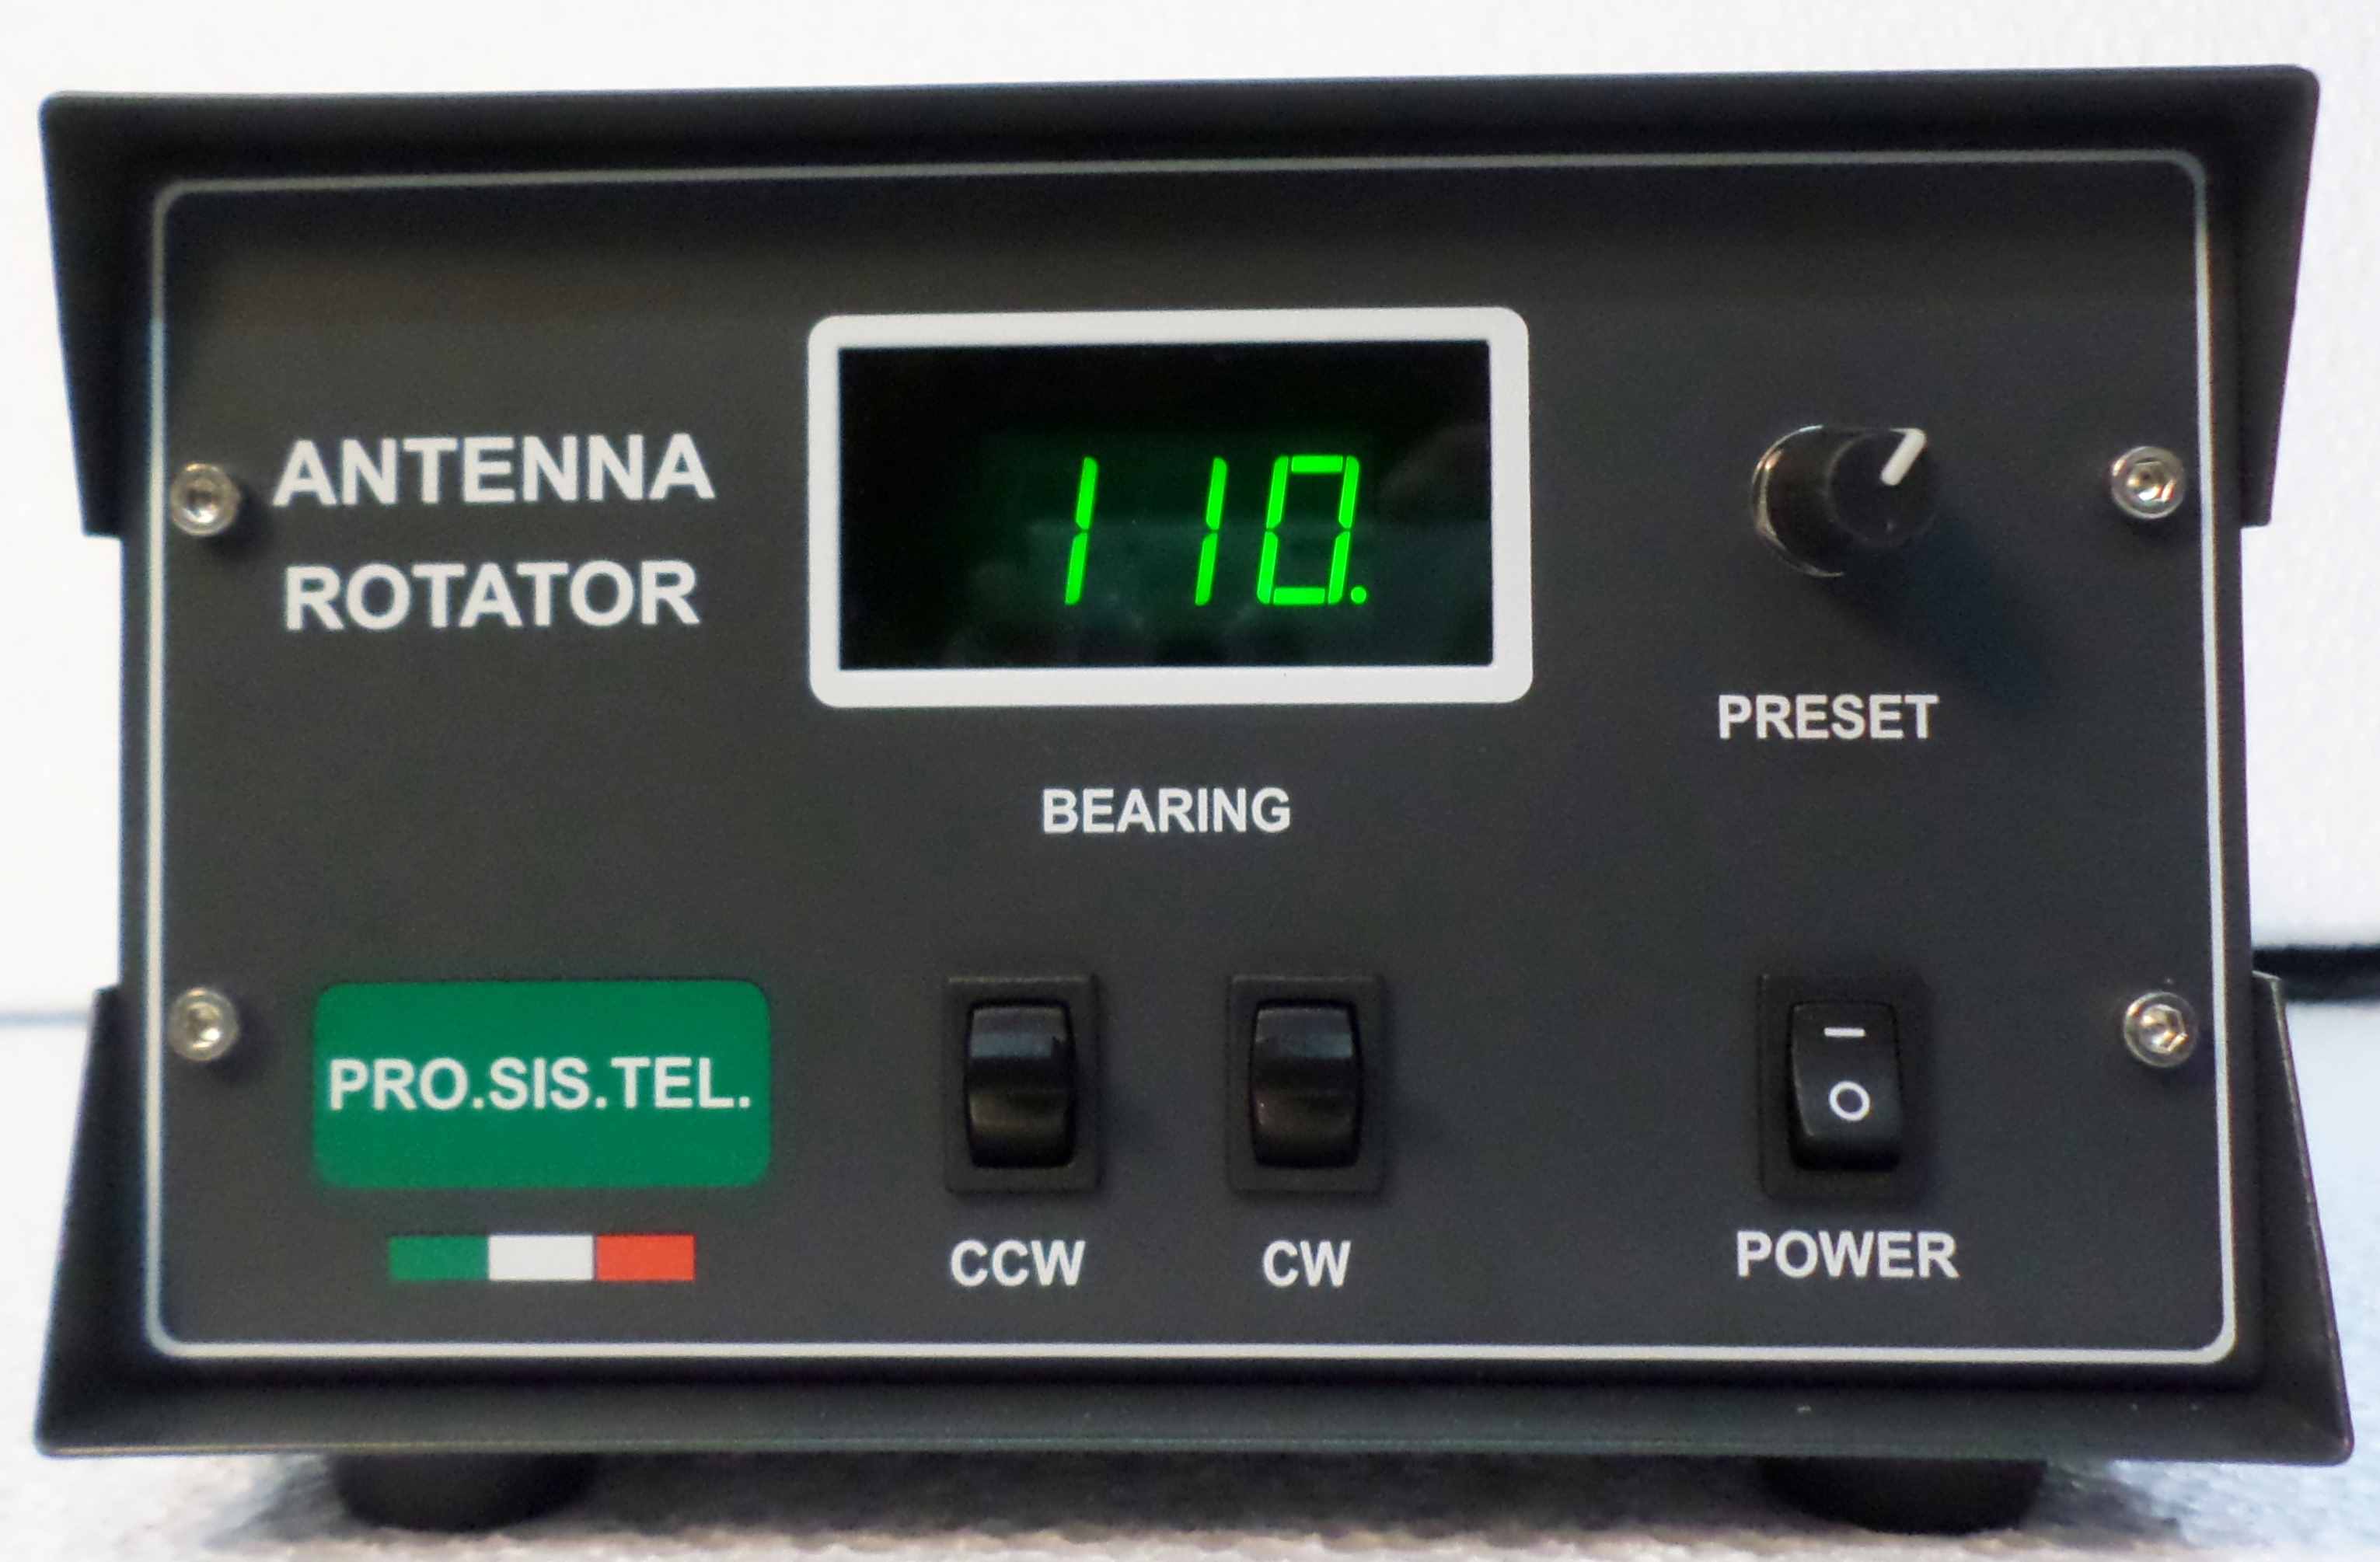 ANTENNA
ROTATOR
110.
PRESET
BEARING
PRO.SIS.TEL.
CCW
CW
POWER